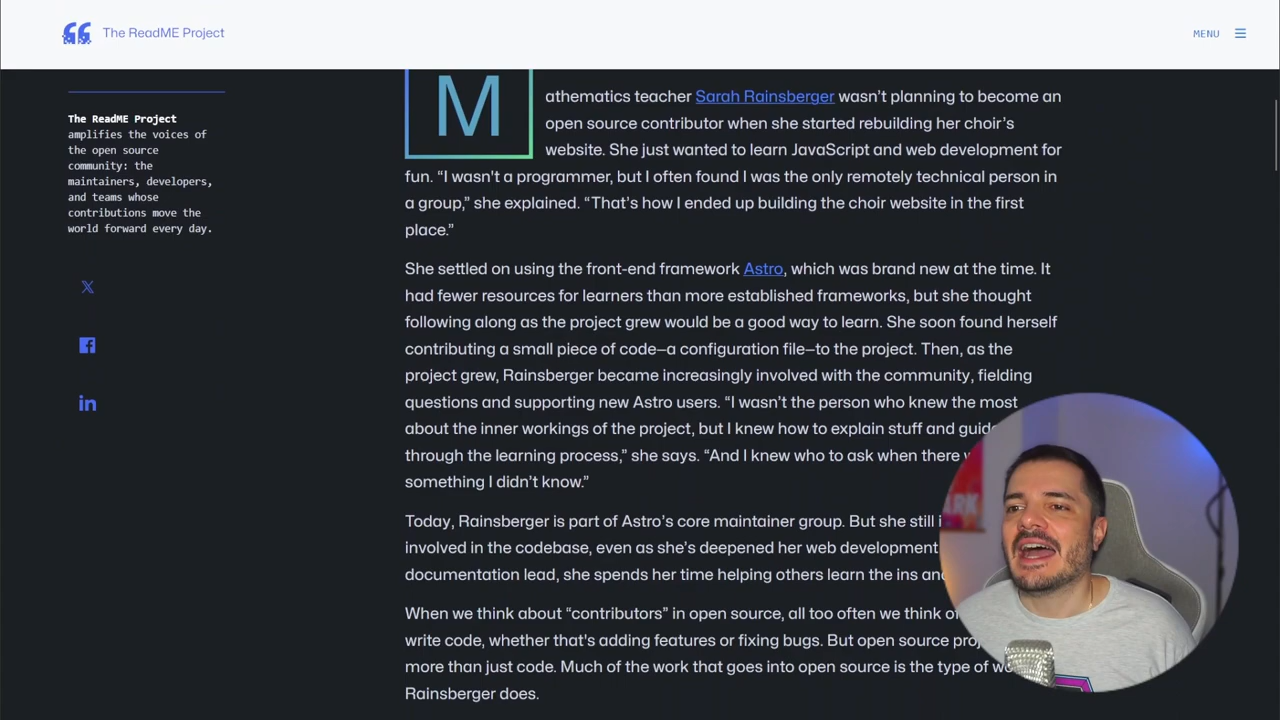 The ReadME Project
MENU
The ReadME Project
amplifies the voices of
the open source
community: the
maintainers, developers,
and teams whose
contributions move the
world forward every day.
M
athematics teacher Sarah Rainsberger wasn’t planning to become an
open source contributor when she started rebuilding her choir’s
website. She just wanted to learn JavaScript and web development for
fun. “I wasn't a programmer, but I often found I was the only remotely technical person in
a group,” she explained. “That’s how I ended up building the choir website in the first
place.”
She settled on using the front-end framework Astro, which was brand new at the time. It
had fewer resources for learners than more established frameworks, but she thought
following along as the project grew would be a good way to learn. She soon found herself
contributing a small piece of code—a configuration file—to the project. Then, as the
project grew, Rainsberger became increasingly involved with the community, fielding
questions and supporting new Astro users. “I wasn’t the person who knew the most
about the inner workings of the project, but I knew how to explain stuff and
through the learning process,” she says. “And I knew who to ask when there
something I didn’t know.”
Today, Rainsberger is part of Astro’s core maintainer group. But she still
involved in the codebase, even as she’s deepened her web development
documentation lead, she spends her time helping others learn the ins
When we think about “contributors” in open source, all too often we think
write code, whether that's adding features or fixing bugs. But open source
more than just code. Much of the work that goes into open source is the type of
Rainsberger does.